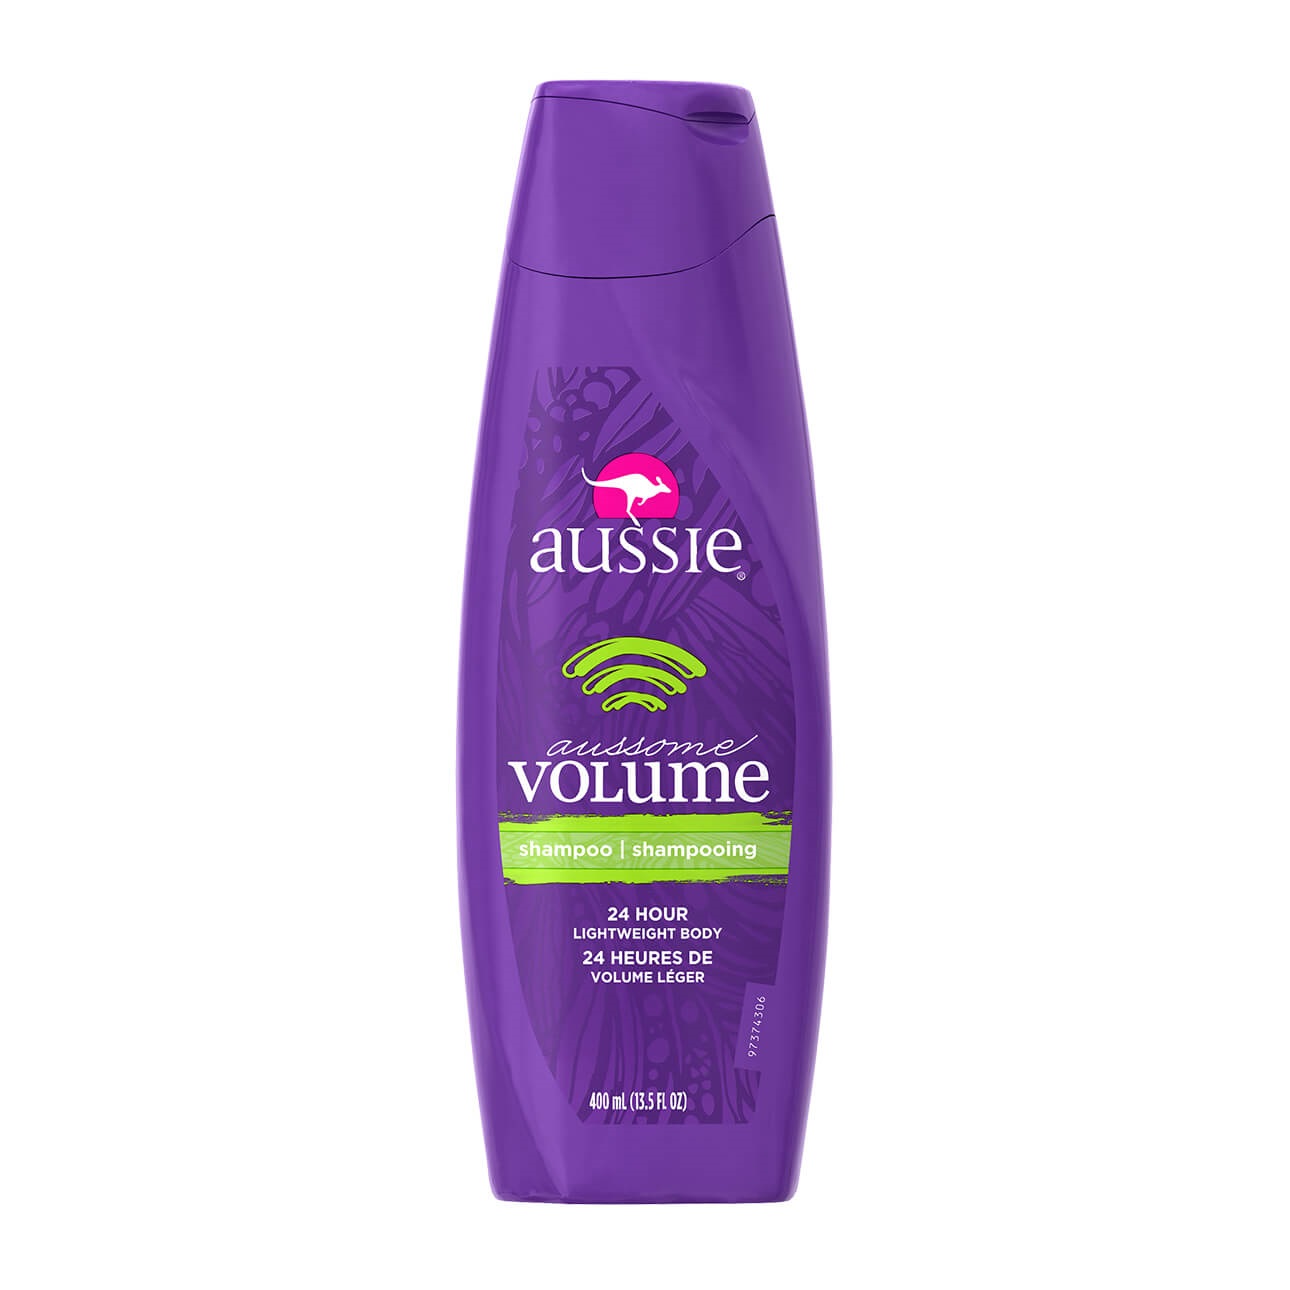 aussie®
aussome
VOLUME
shampoo | shampooing
24 HOUR
LIGHTWEIGHT BODY
24 HEURES DE
VOLUME LÉGER
97374306
400 mL (13.5 FL OZ)